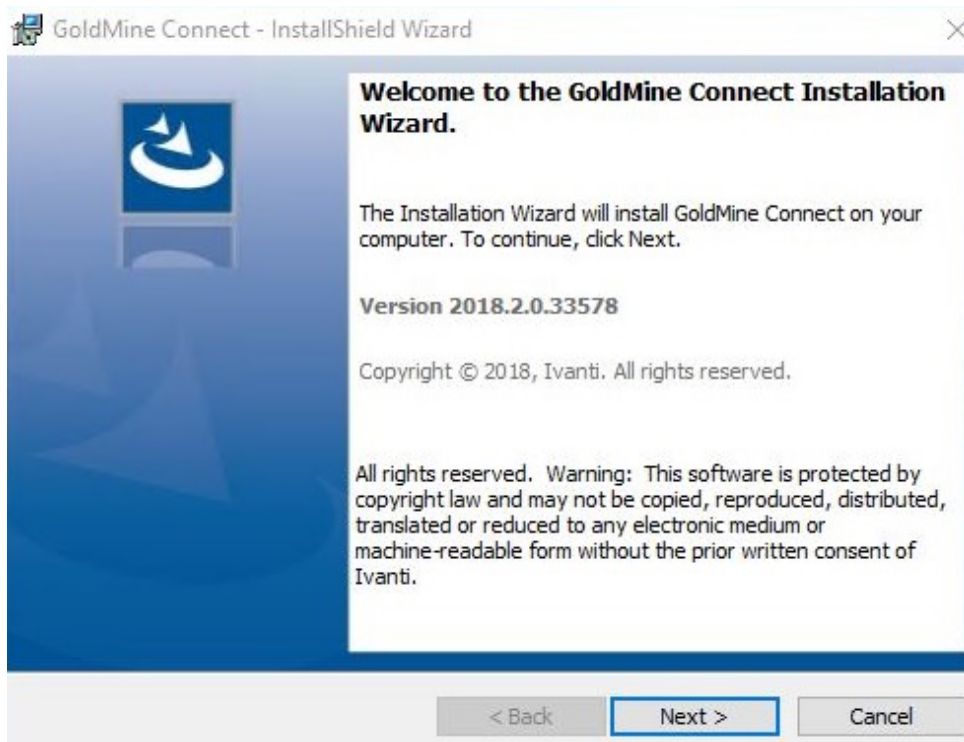 GoldMine Connect - InstallShield Wizard
Welcome to the GoldMine Connect Installation
Wizard.
The Installation Wizard will install GoldMine Connect on your
computer. To continue, click Next.
Version 2018.2.0.33578
Copyright © 2018, Ivanti. All rights reserved.
All rights reserved.  Warning:  This software is protected by
copyright law and may not be copied, reproduced, distributed,
translated or reduced to any electronic medium or
machine-readable form without the prior written consent of
Ivanti.
< Back
Next >
Cancel